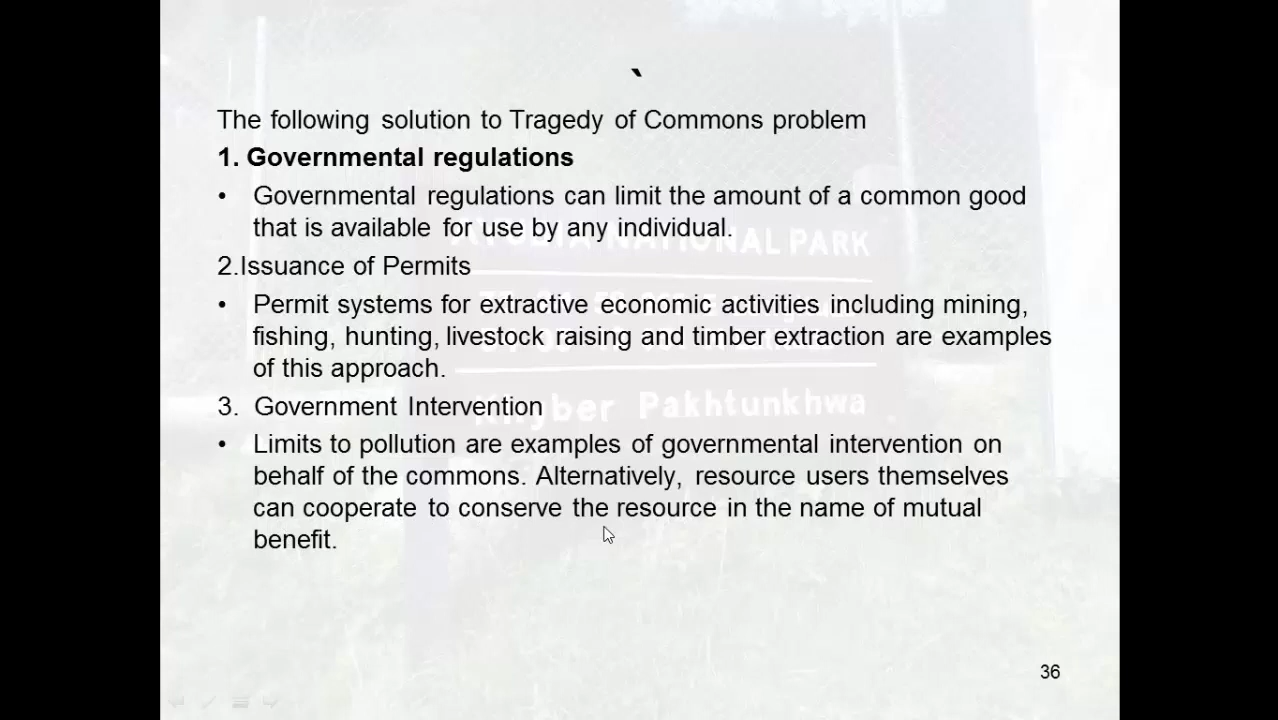 `
The following solution to Tragedy of Commons problem
1. Governmental regulations
• Governmental regulations can limit the amount of a common good
that is available for use by any individual.
2.Issuance of Permits
• Permit systems for extractive economic activities including mining,
fishing, hunting, livestock raising and timber extraction are examples
of this approach.
3. Government Intervention
• Limits to pollution are examples of governmental intervention on
behalf of the commons. Alternatively, resource users themselves
can cooperate to conserve the resource in the name of mutual
benefit.
NATIONAL PARK
Khyber Pakhtunkhwa
36